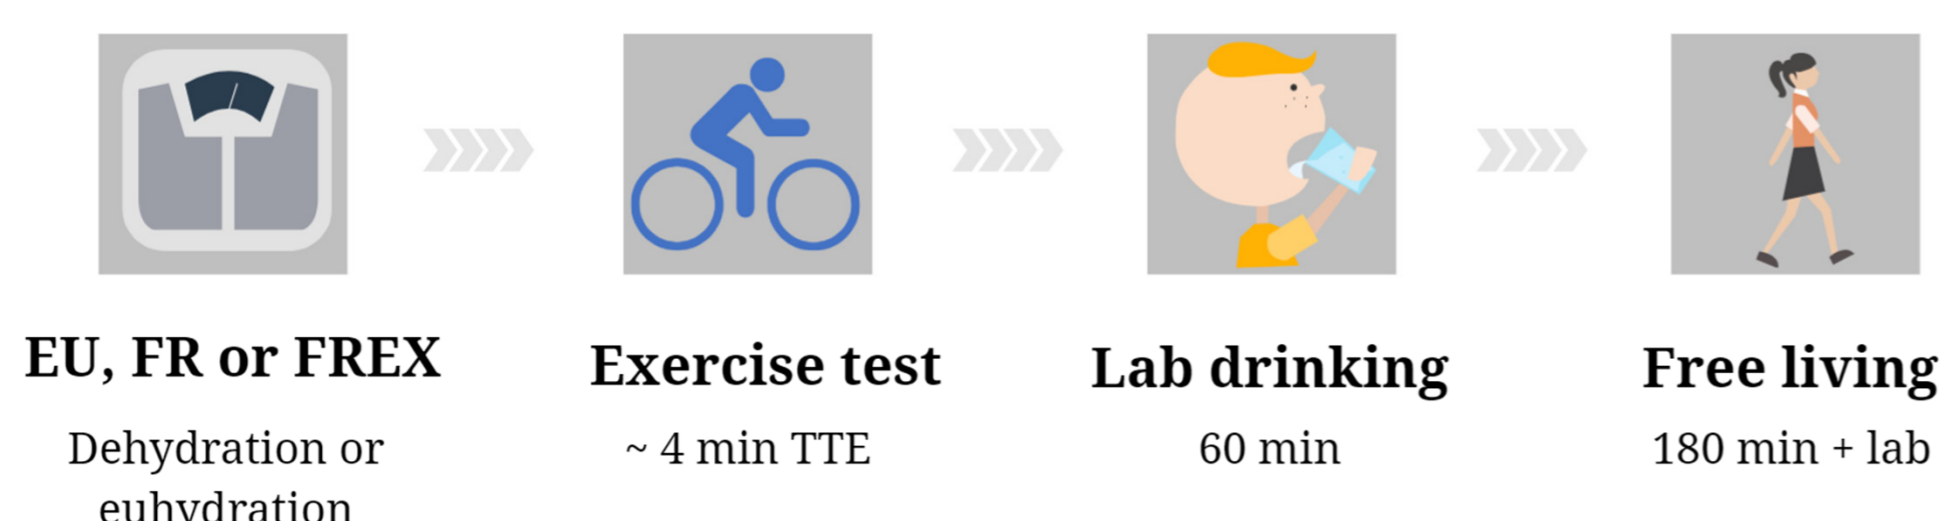 EU, FR or FREX
Dehydration or
euhydration
Exercise test
~ 4 min TTE
Lab drinking
60 min
Free living
180 min + lab